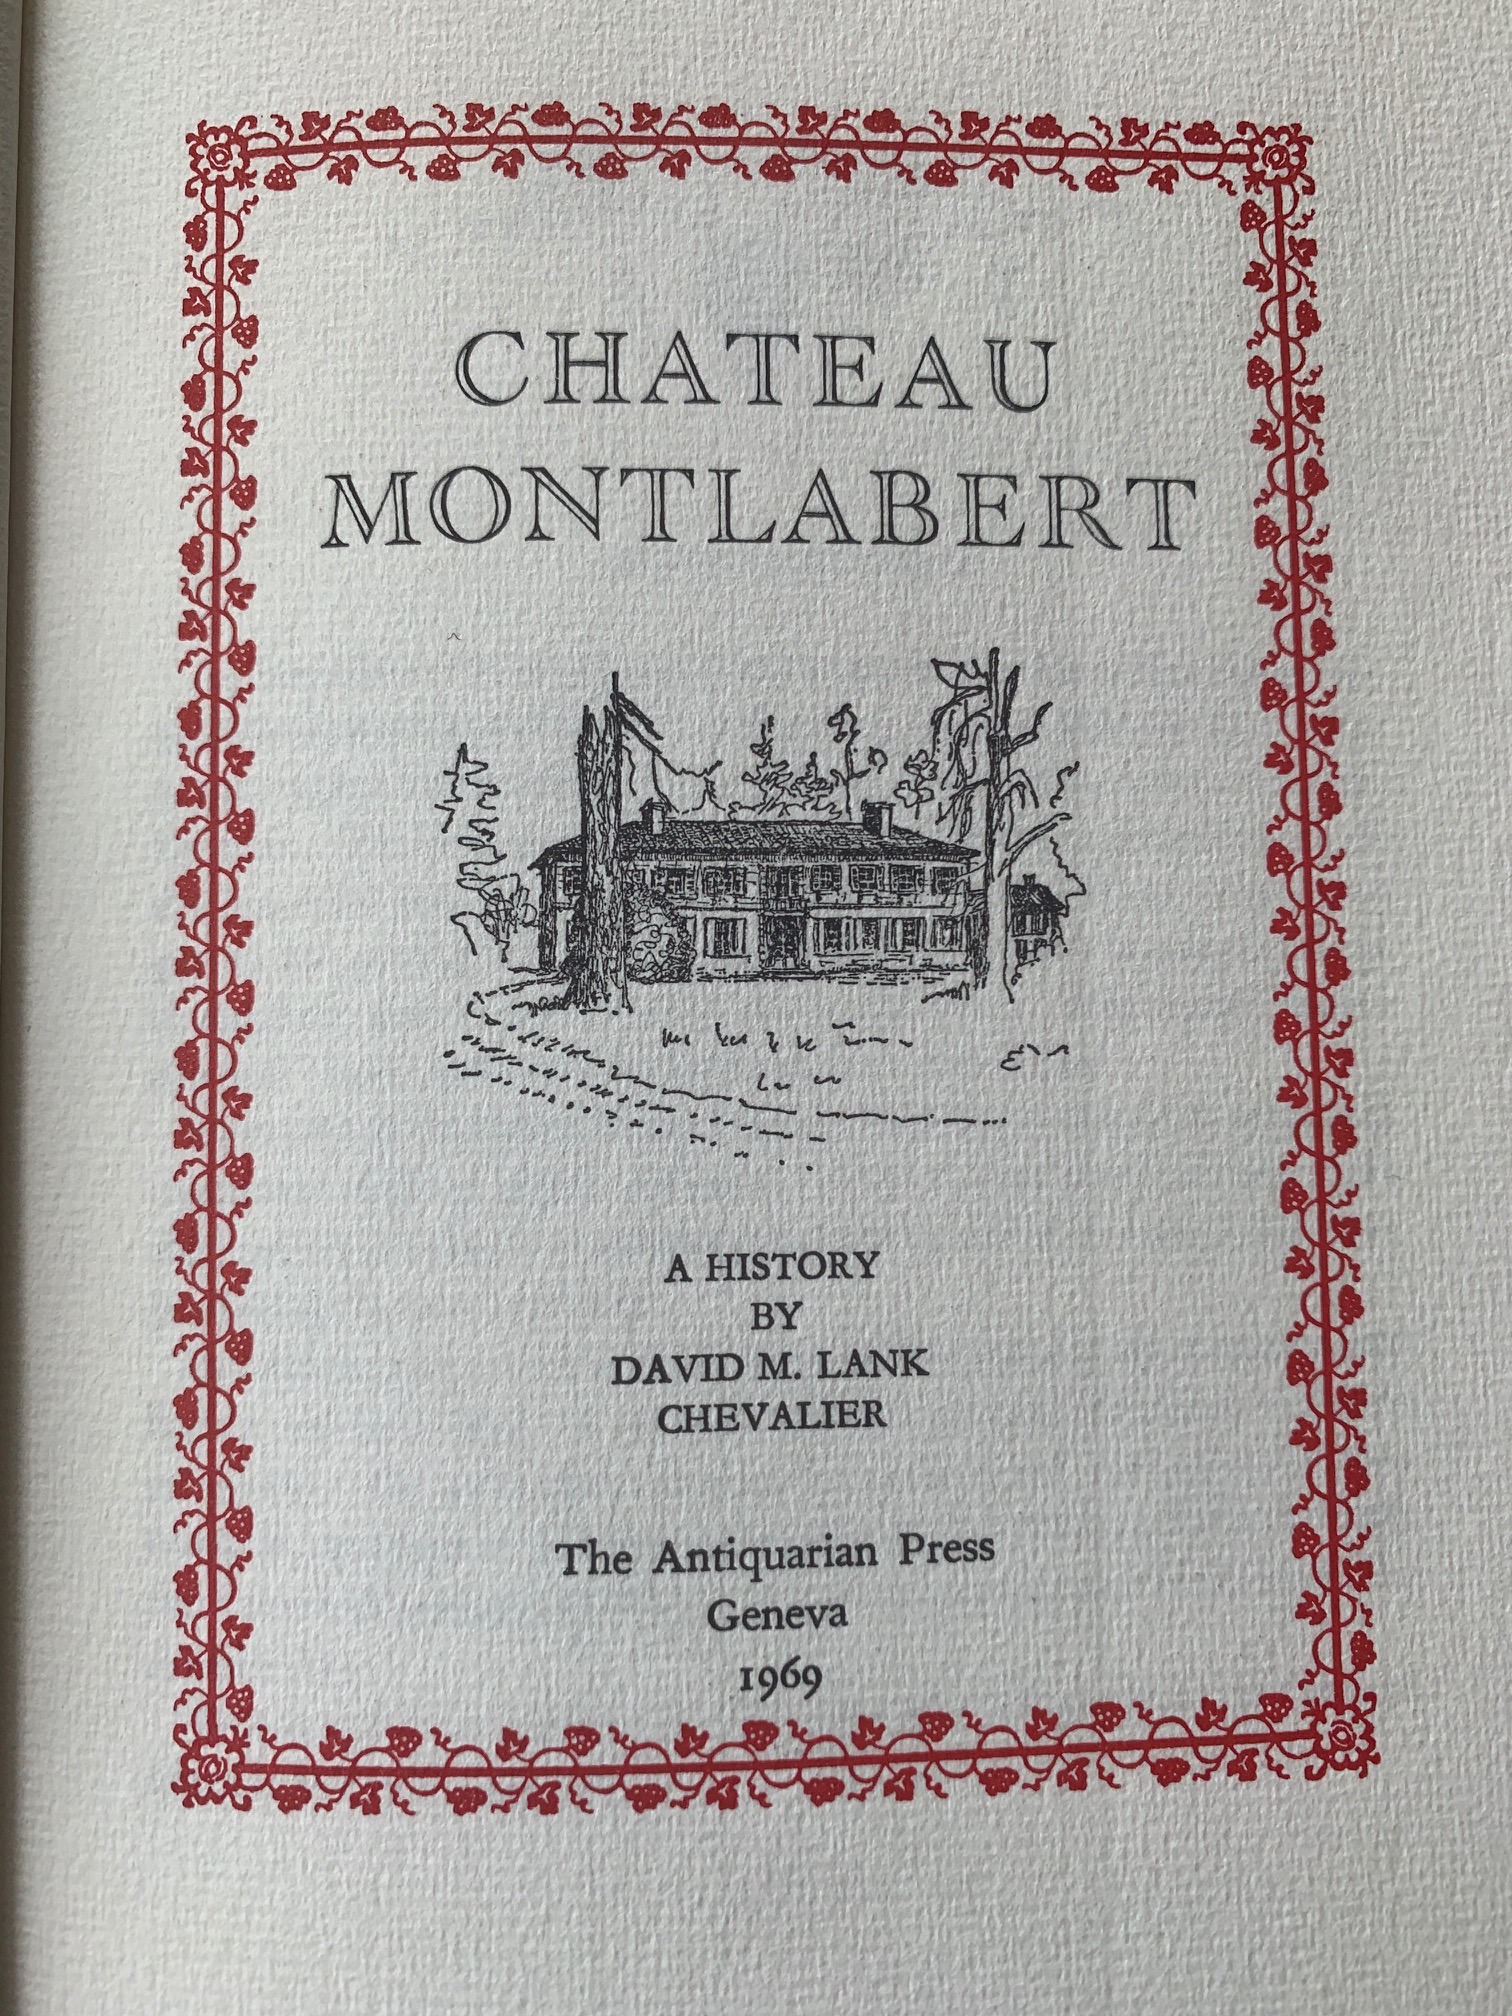 CHATEAU
MONTLABERT
A HISTORY
BY
DAVID M. LANK
CHEVALIER
The Antiquarian Press
Geneva
1969